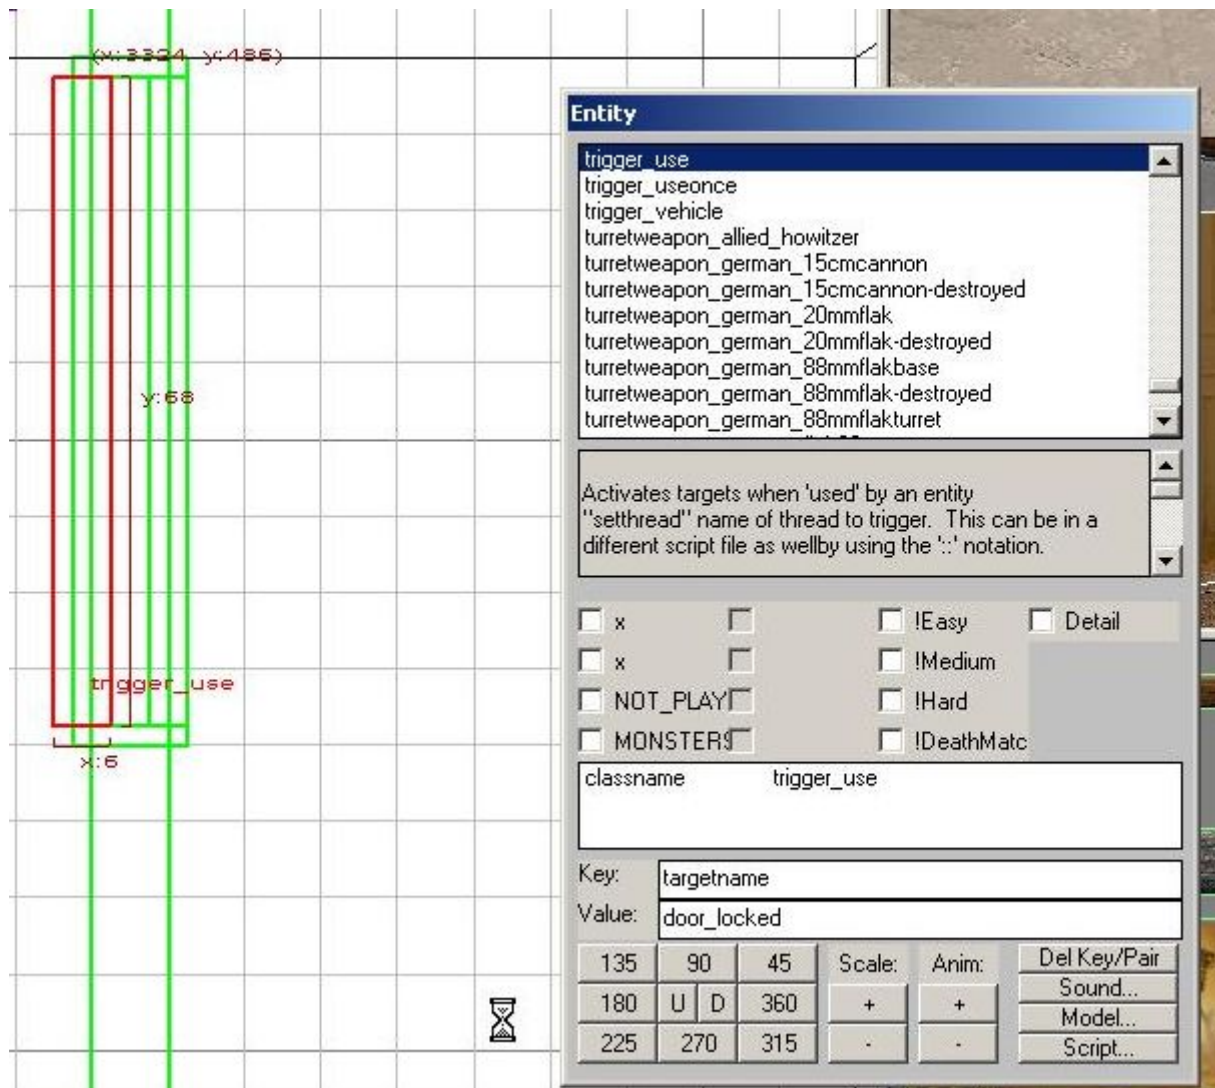 (x:3324 y:486)
y:68
trigger_use
x:6
Entity
trigger_use
trigger_useonce
trigger_vehicle
turretweapon_allied_howitzer
turretweapon_german_15cmcannon
turretweapon_german_15cmcannon-destroyed
turretweapon_german_20mmflak
turretweapon_german_20mmflak-destroyed
turretweapon_german_88mmflakbase
turretweapon_german_88mmflak-destroyed
turretweapon_german_88mmflakturret
Activates targets when 'used' by an entity
"setthread" name of thread to trigger. This can be in a
different script file as wellby using the '::' notation.
x !Easy Detail
x !Medium
NOT_PLAY !Hard
MONSTERS !DeathMatc
classname trigger_use
Key: targetname
Value: door_locked
135 90 45 Scale: Anim: Del Key/Pair
180 U D 360 + + Sound...
Model...
225 270 315 - - Script...